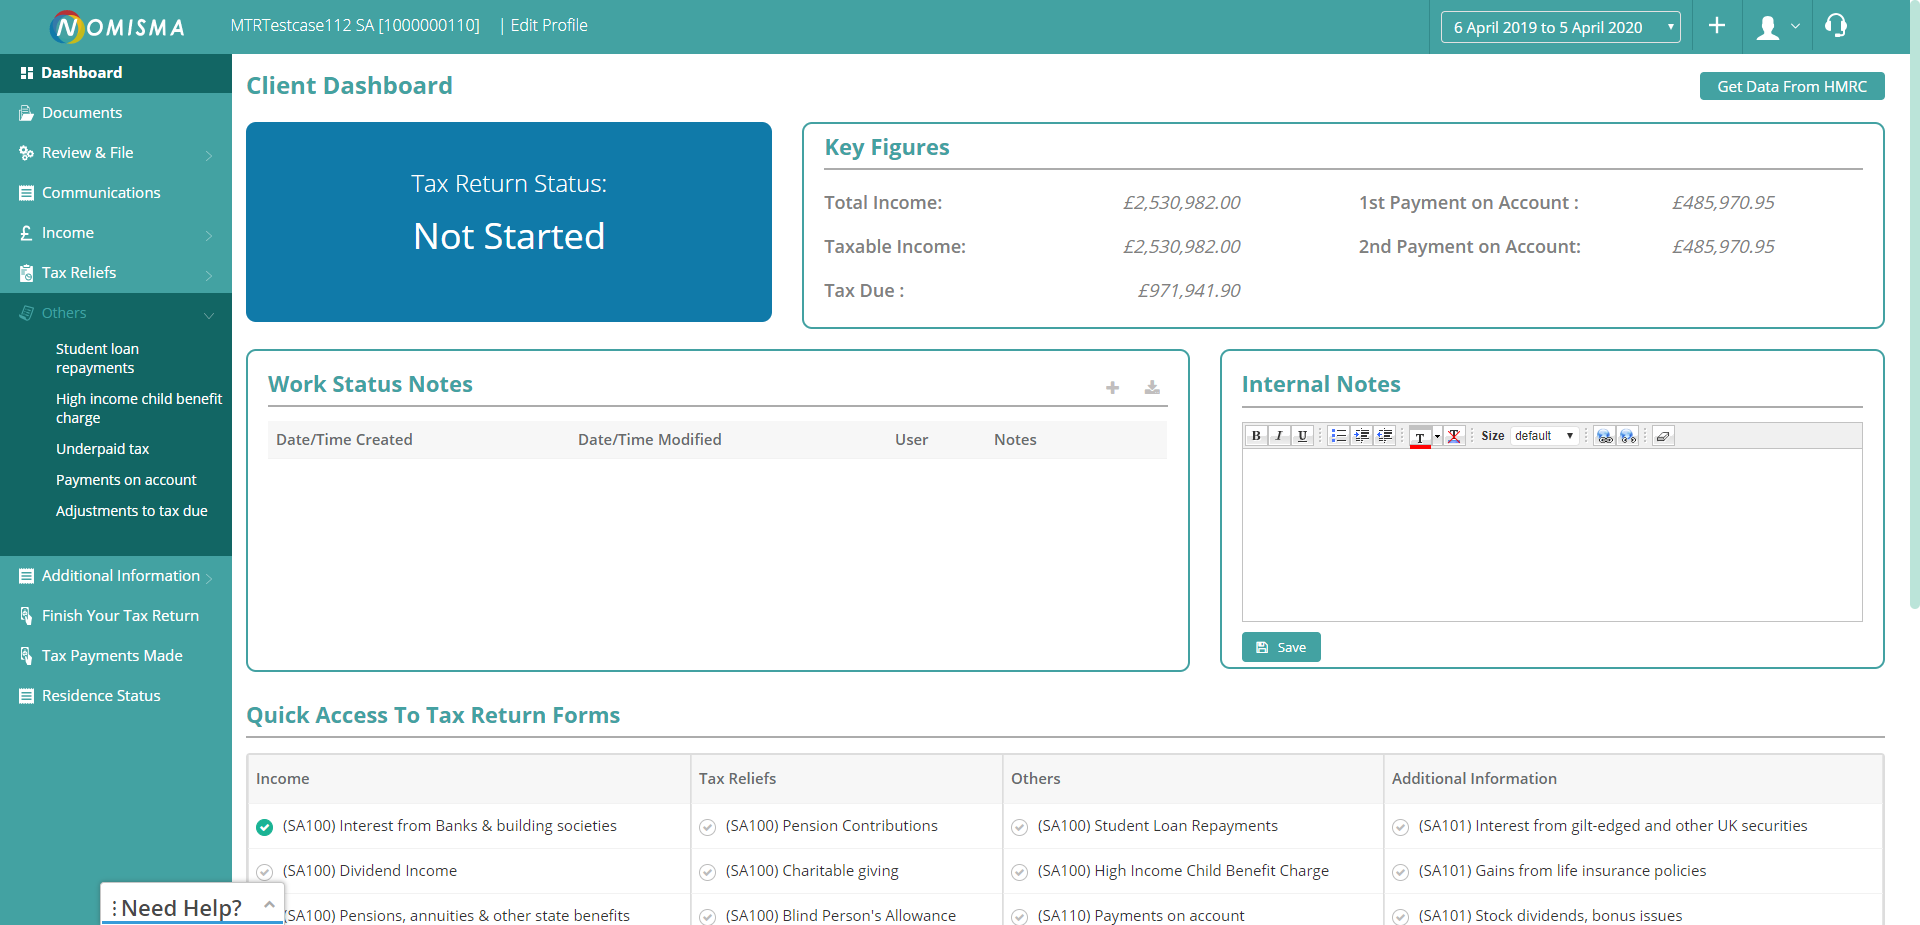 NOMISMA
MTRTestcase112 SA [1000000110] | Edit Profile
6 April 2019 to 5 April 2020
Dashboard
Documents
Review & File
Communications
Income
Tax Reliefs
Others
Student loan
repayments
High income child benefit
charge
Underpaid tax
Payments on account
Adjustments to tax due
Additional Information
Finish Your Tax Return
Tax Payments Made
Residence Status
Client Dashboard
Get Data From HMRC
Tax Return Status:
Not Started
Key Figures
Total Income: £2,530,982.00 1st Payment on Account : £485,970.95
Taxable Income: £2,530,982.00 2nd Payment on Account: £485,970.95
Tax Due : £971,941.90
Work Status Notes
Date/Time Created Date/Time Modified User Notes
Internal Notes
B I U T Size default
Save
Quick Access To Tax Return Forms
Income Tax Reliefs Others Additional Information
(SA100) Interest from Banks & building societies (SA100) Pension Contributions (SA100) Student Loan Repayments (SA101) Interest from gilt-edged and other UK securities
(SA100) Dividend Income (SA100) Charitable giving (SA100) High Income Child Benefit Charge (SA101) Gains from life insurance policies
(SA100) Pensions, annuities & other state benefits (SA100) Blind Person's Allowance (SA110) Payments on account (SA101) Stock dividends, bonus issues
Need Help?